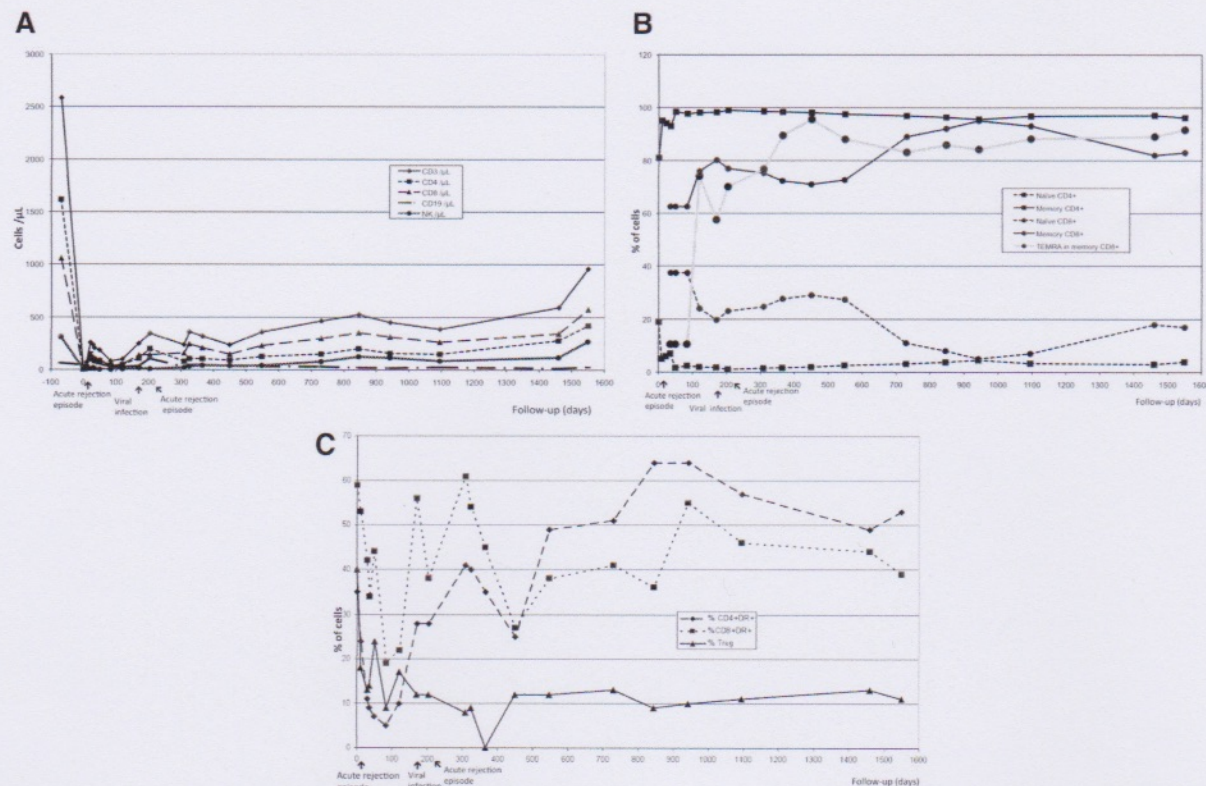 A
3000
2500
2000
1500
1000
500
0
Cells /µL
CD3 /µL
CD4 /µL
CD8 /µL
CD19 /µL
NK /µL
-100 0 100 200 300 400 500 600 700 800 900 1000 1100 1200 1300 1400 1500 1600
Acute rejection
episode
Viral
infection
Acute rejection
episode
Follow-up (days)
B
120
100
80
60
40
20
0
% of cells
Naïve CD4+
Memory CD4+
Naïve CD8+
Memory CD8+
TEMRA in memory CD8+
0 100 200 300 400 500 600 700 800 900 1000 1100 1200 1300 1400 1500
Acute rejection
episode
Viral infection
Acute rejection
episode
Follow-up (days)
C
70
60
50
40
30
20
10
0
% of cells
% CD4+DR+
%CD8+DR+
% Treg
0 100 200 300 400 500 600 700 800 900 1000 1100 1200 1300 1400 1500 1600
Acute rejection
Viral
Acute rejection
episode
Follow-up (days)